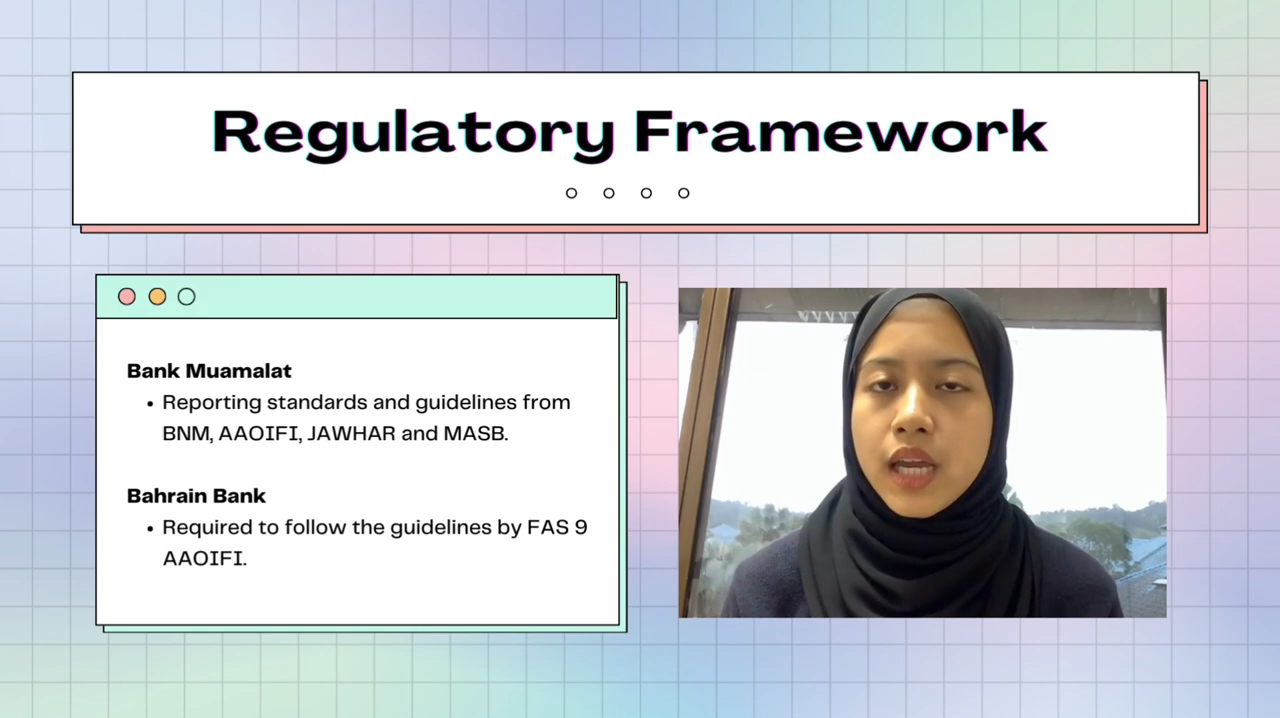 Regulatory Framework
Bank Muamalat
• Reporting standards and guidelines from
BNM, AAOIFI, JAWHAR and MASB.
Bahrain Bank
• Required to follow the guidelines by FAS 9
AAOIFI.